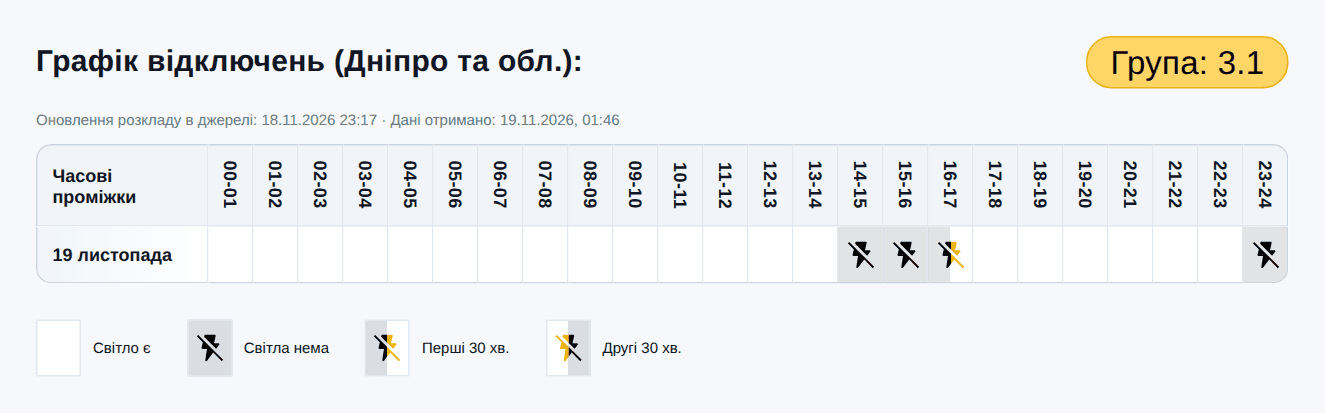 Графік відключень (Дніпро та обл.):
Група: 3.1
Оновлення розкладу в джерелі: 18.11.2026 23:17 · Дані отримано: 19.11.2026, 01:46
Часові проміжки 00-01 01-02 02-03 03-04 04-05 05-06 06-07 07-08 08-09 09-10 10-11 11-12 12-13 13-14 14-15 15-16 16-17 17-18 18-19 19-20 20-21 21-22 22-23 23-24
19 листопада
Світло є Світла нема Перші 30 хв. Другі 30 хв.